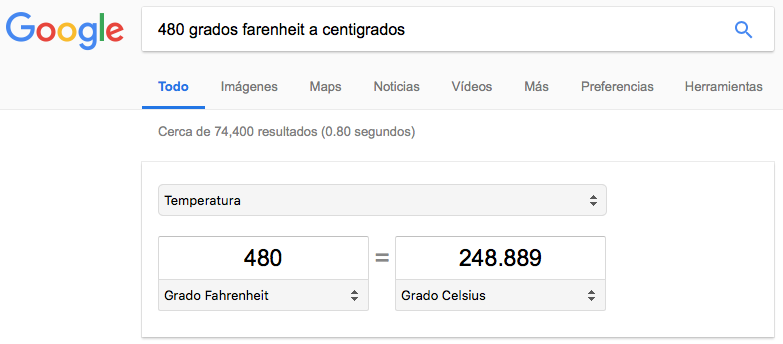 Google 480 grados farenheit a centigrados
Todo Imágenes Maps Noticias Vídeos Más Preferencias Herramientas
Cerca de 74,400 resultados (0.80 segundos)
Temperatura
480 = 248.889
Grado Fahrenheit Grado Celsius